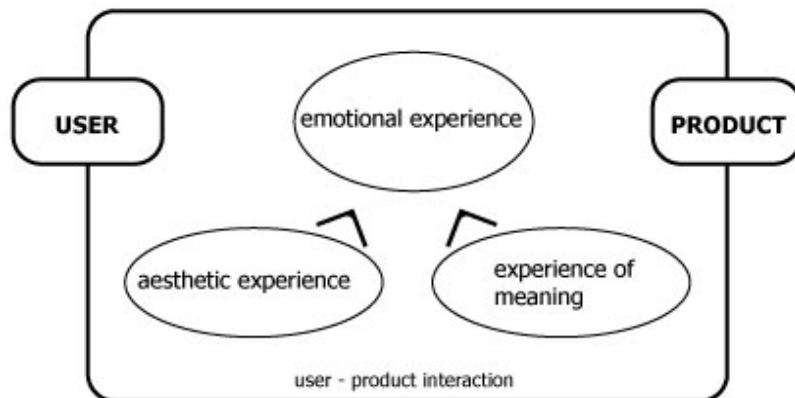 emotional experience
USER
PRODUCT
aesthetic experience
experience of
meaning
user - product interaction